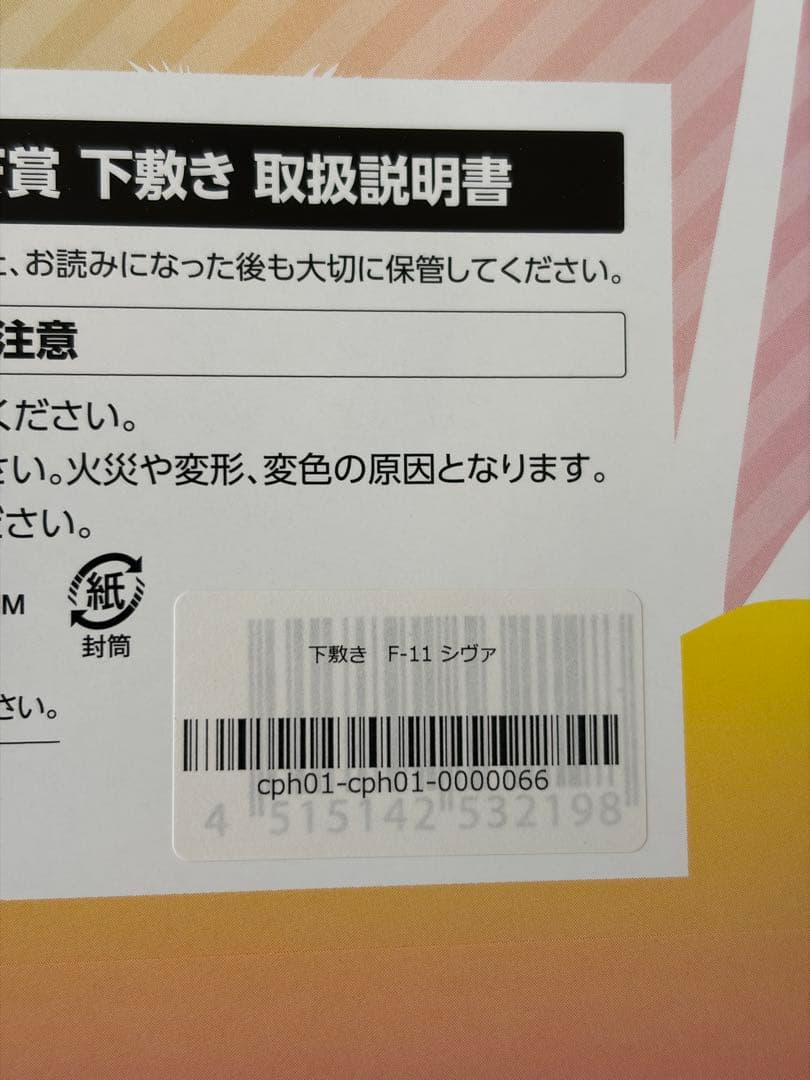 賞 下敷き 取扱説明書
、お読みになった後も大切に保管してください。
注意
ください。
さい。火災や変形、変色の原因となります。
ださい。
M
紙
封筒
さい。
下敷き F-11 シヴァ
cph01-cph01-0000066
4 515142 532198